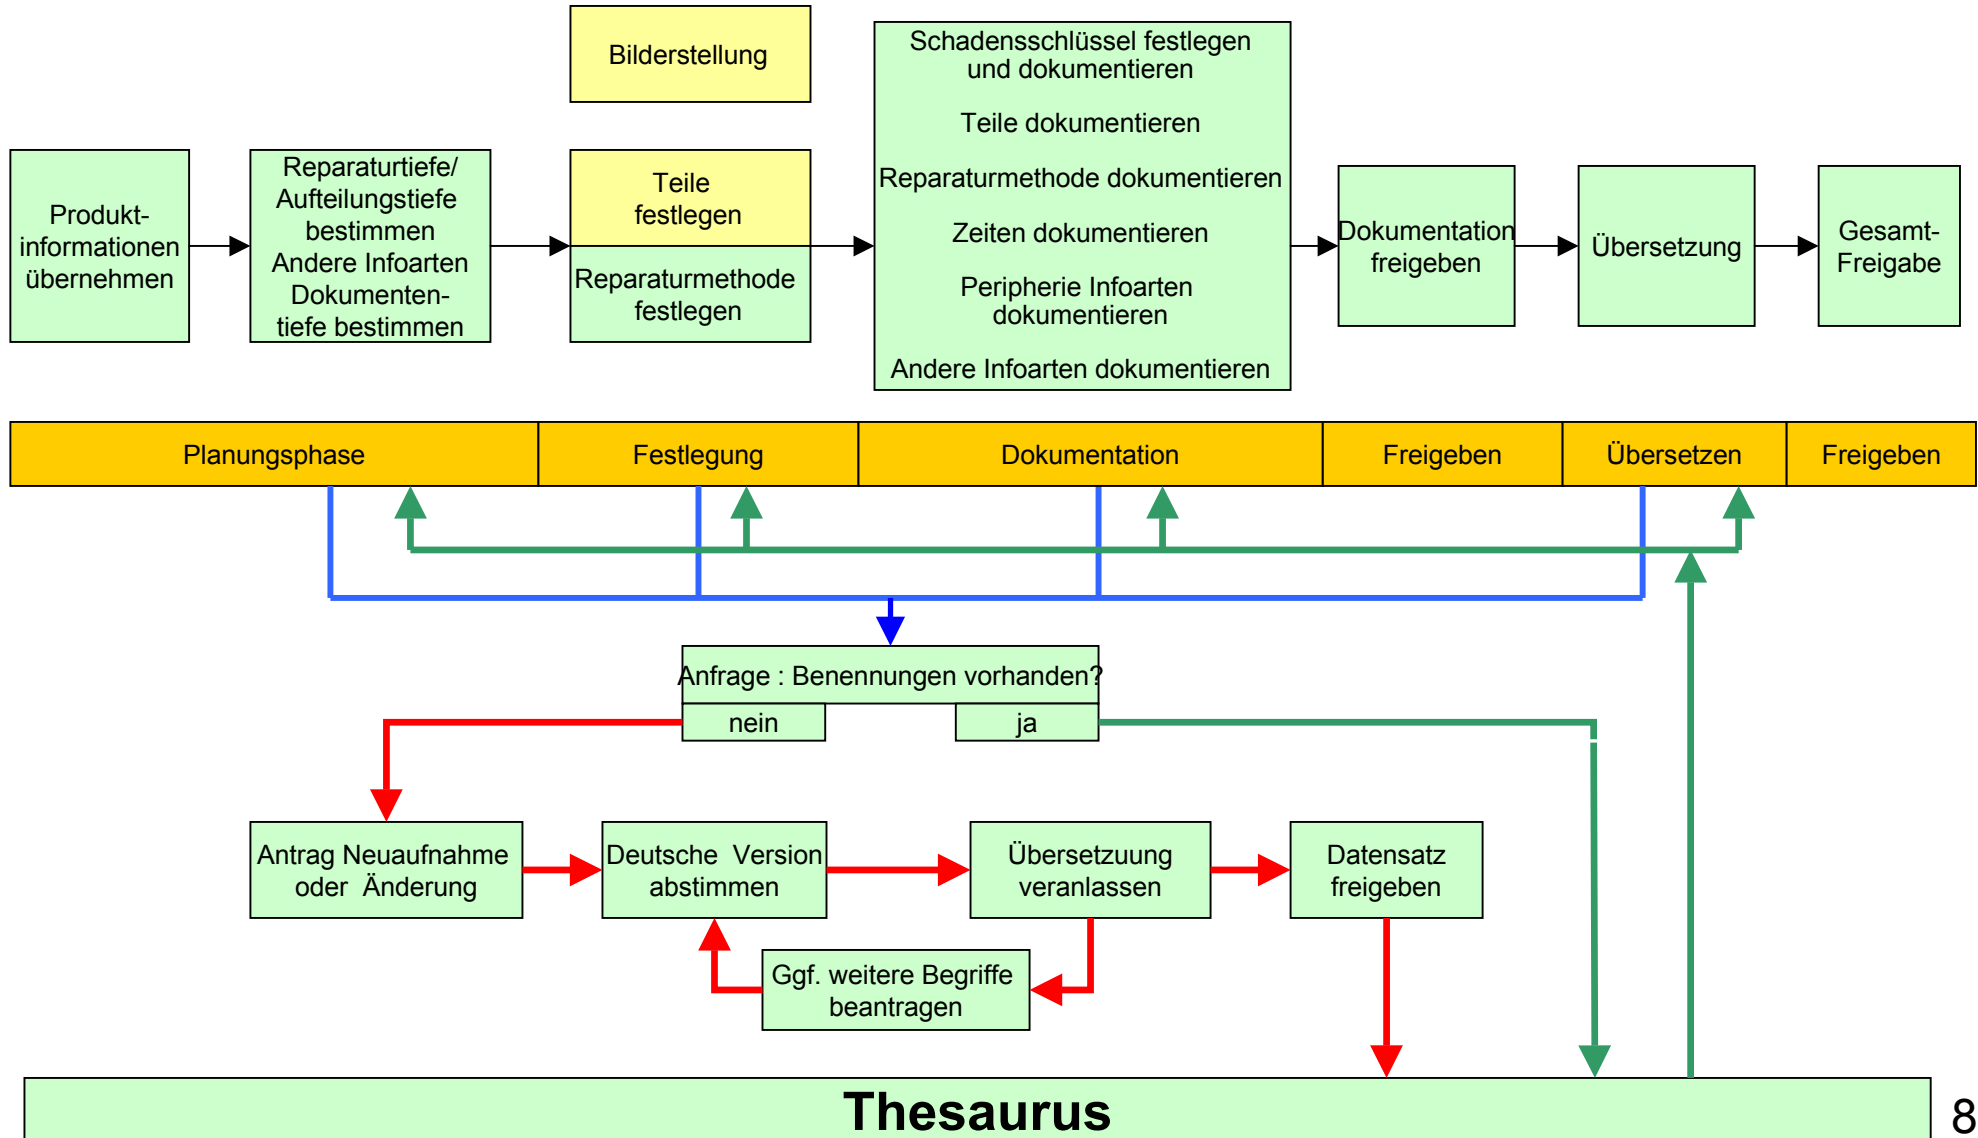 Bilderstellung
Schadensschlüssel festlegen
und dokumentieren
Teile dokumentieren
Reparaturmethode dokumentieren
Zeiten dokumentieren
Peripherie Infoarten
dokumentieren
Andere Infoarten dokumentieren
Produkt-
informationen
übernehmen
Reparaturtiefe/
Aufteilungstiefe
bestimmen
Andere Infoarten
Dokumenten-
tiefe bestimmen
Teile
festlegen
Reparaturmethode
festlegen
Dokumentation
freigeben
Übersetzung
Gesamt-
Freigabe
Planungsphase
Festlegung
Dokumentation
Freigeben
Übersetzen
Freigeben
Anfrage : Benennungen vorhanden?
nein
ja
Antrag Neuaufnahme
oder Änderung
Deutsche Version
abstimmen
Übersetzuung
veranlassen
Datensatz
freigeben
Ggf. weitere Begriffe
beantragen
Thesaurus
8